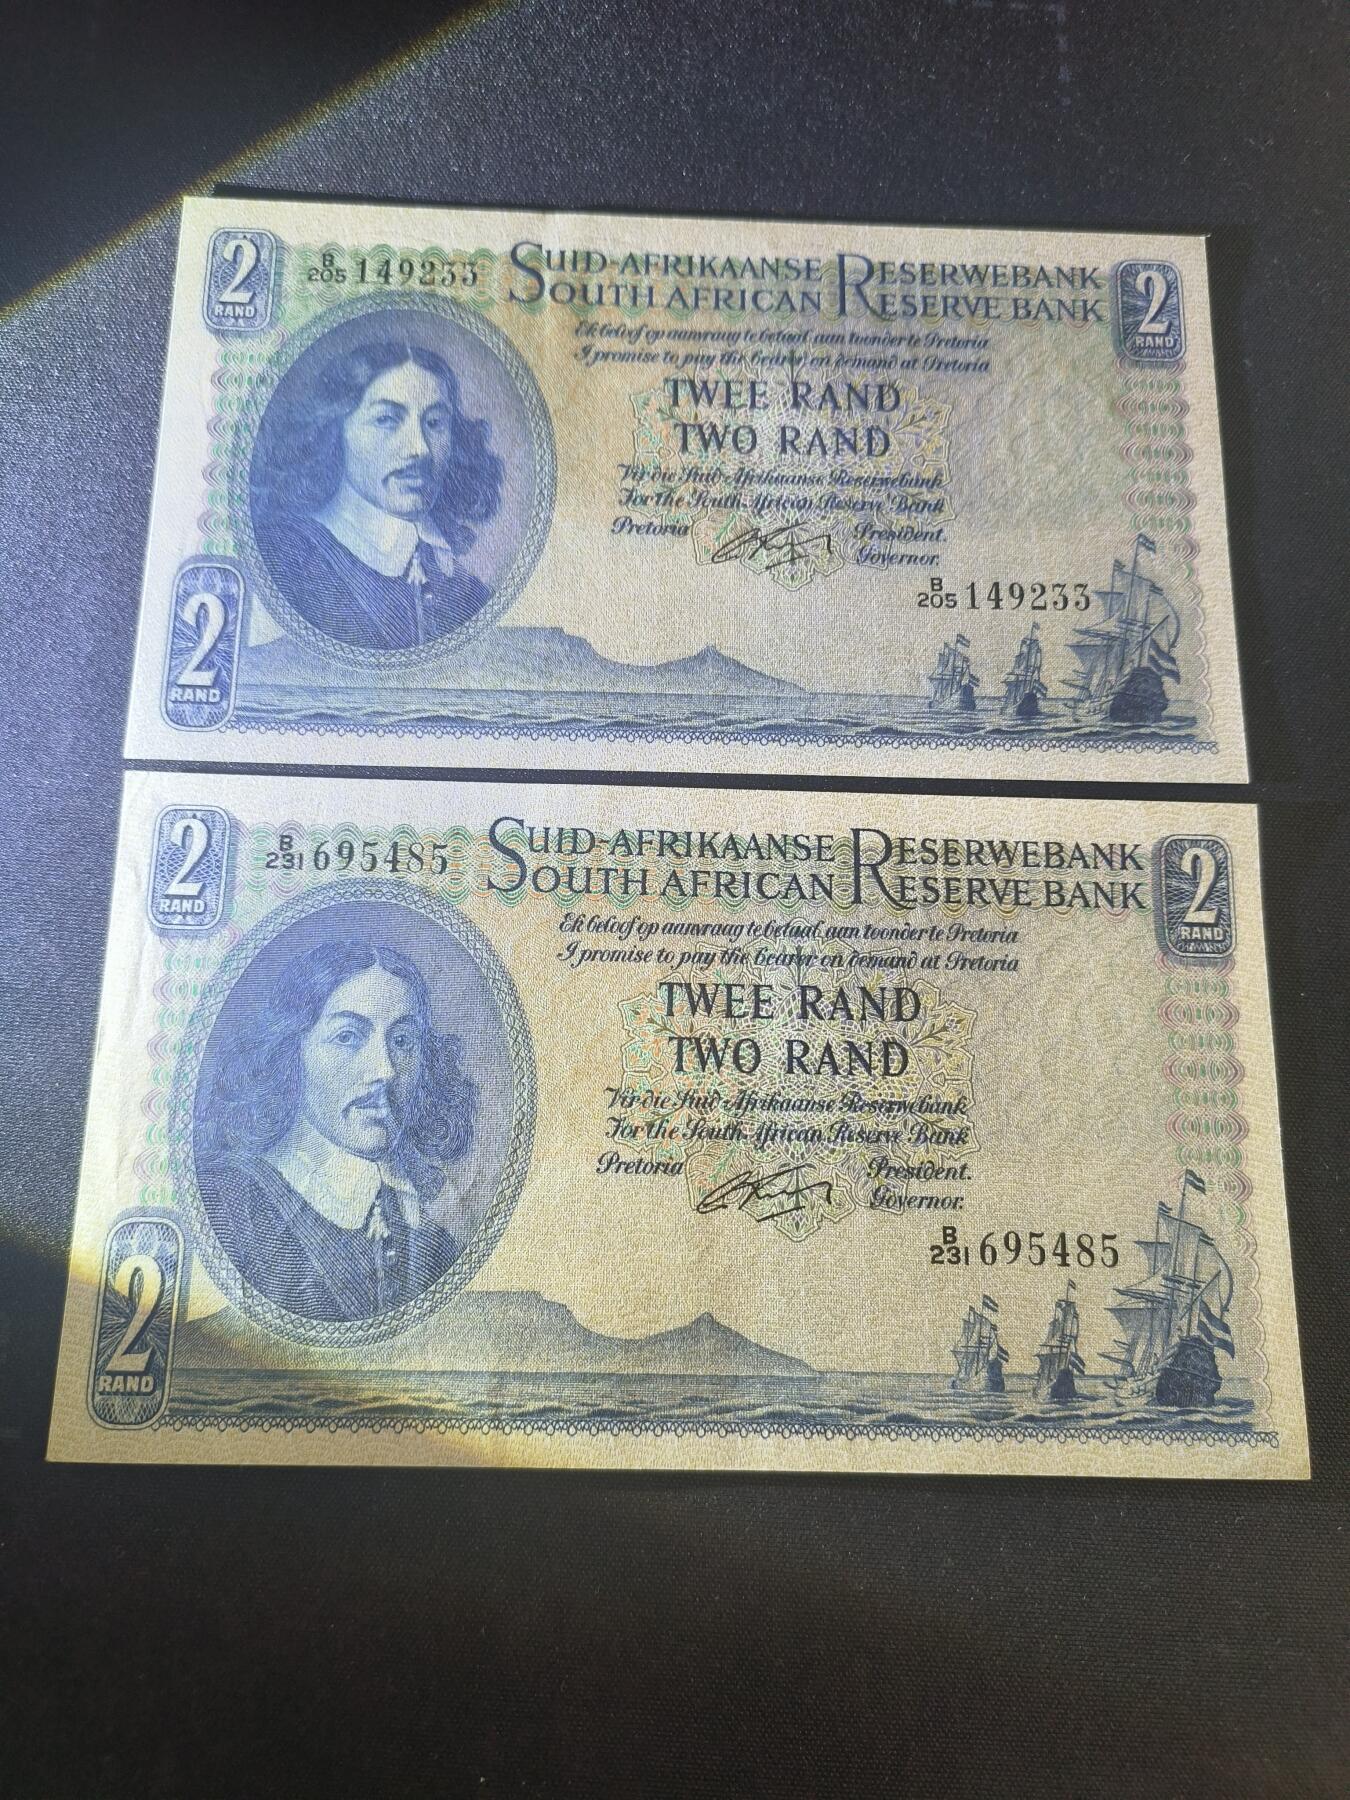 2
RAND
B
205 149233
SUID-AFRIKAANSE RESERWEBANK
SOUTH AFRICAN RESERVE BANK
2
RAND
Ek beloof op aanvraag te betaal aan toonder te Pretoria
I promise to pay the bearer on demand at Pretoria
TWEE RAND
TWO RAND
Vir die Suid-Afrikaanse Reserwebank
For the South African Reserve Bank
Pretoria
President.
Governor.
B
205 149233
2
RAND
2
RAND
B
231 695485
SUID-AFRIKAANSE RESERWEBANK
SOUTH AFRICAN RESERVE BANK
2
RAND
Ek beloof op aanvraag te betaal aan toonder te Pretoria
I promise to pay the bearer on demand at Pretoria
TWEE RAND
TWO RAND
Vir die Suid-Afrikaanse Reserwebank
For the South African Reserve Bank
Pretoria
President.
Governor.
B
231 695485
2
RAND